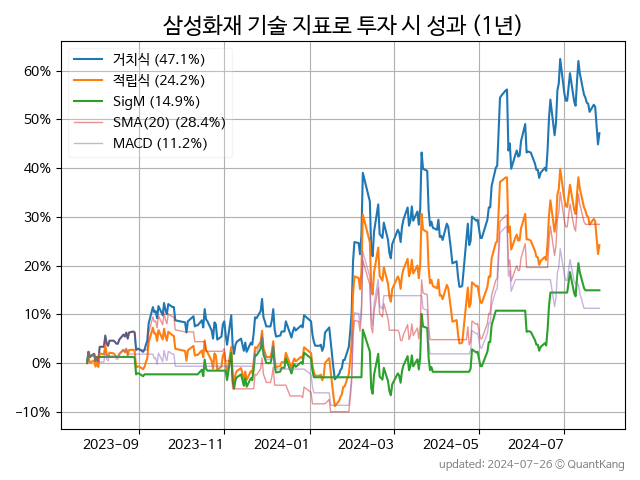 삼성화재 기술 지표로 투자 시 성과 (1년)
거치식 (47.1%)
적립식 (24.2%)
SigM (14.9%)
SMA(20) (28.4%)
MACD (11.2%)
60%
50%
40%
30%
20%
10%
0%
−10%
2023-09 2023-11 2024-01 2024-03 2024-05 2024-07
updated: 2024-07-26 © QuantKang